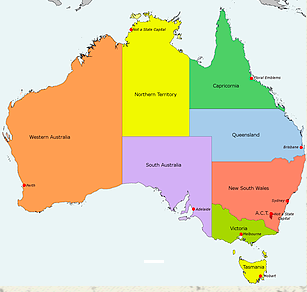 Not a State Capital
Floral Emblems
Capricornia
Northern Territory
Western Australia
Queensland
Brisbane
South Australia
Perth
New South Wales
Sydney
Adelaide
A.C.T.
Not a State
Capital
Victoria
Melbourne
Tasmania
Hobart